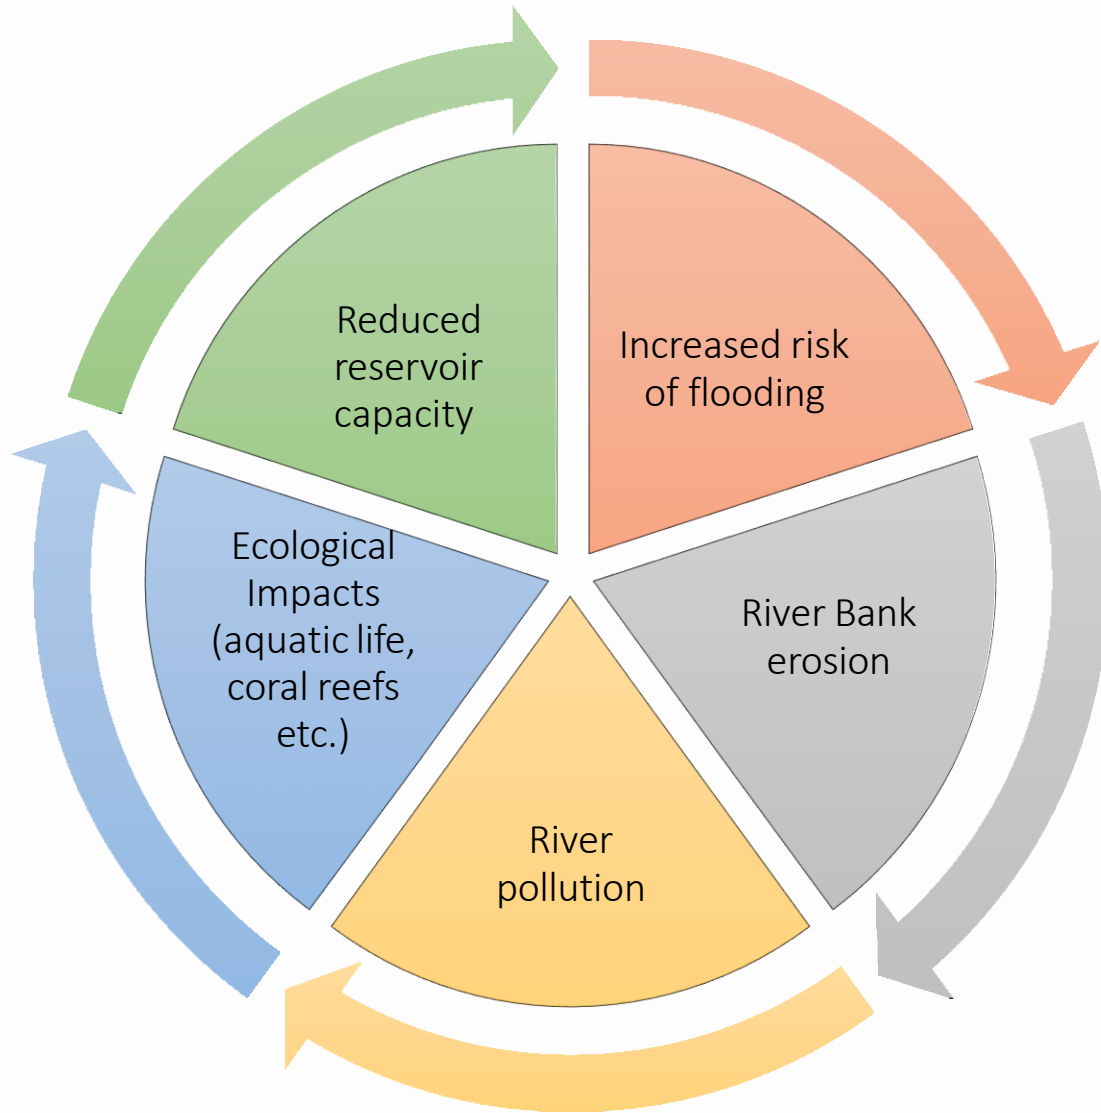 Reduced
reservoir
capacity
Increased risk
of flooding
River Bank
erosion
River
pollution
Ecological
Impacts
(aquatic life,
coral reefs
etc.)